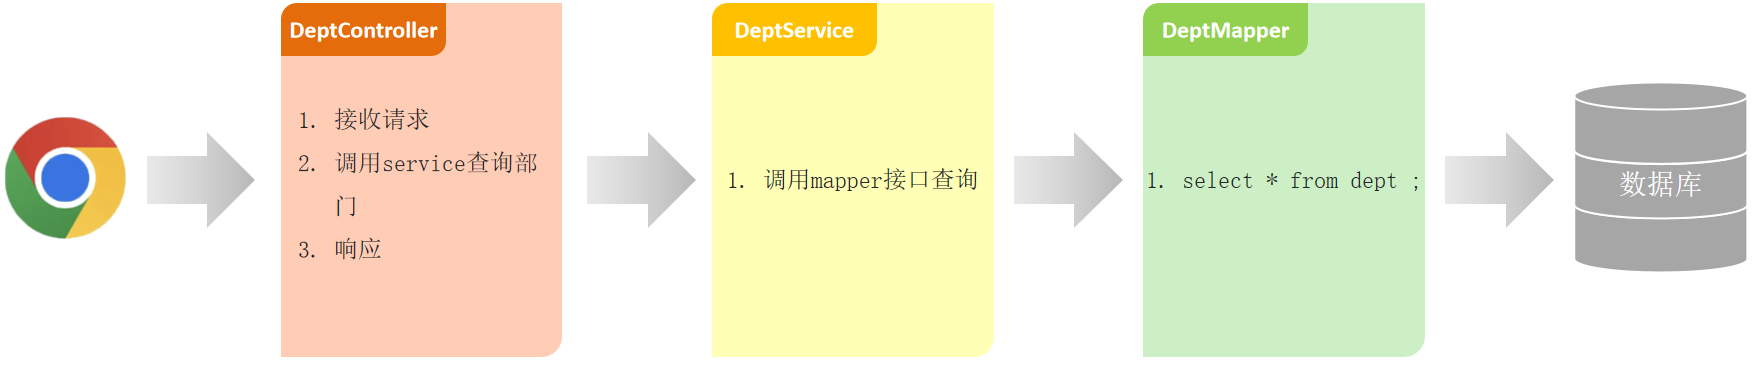 DeptController
1. 接收请求
2. 调用service查询部
门
3. 响应
DeptService
1. 调用mapper接口查询
DeptMapper
1. select * from dept ;
数据库